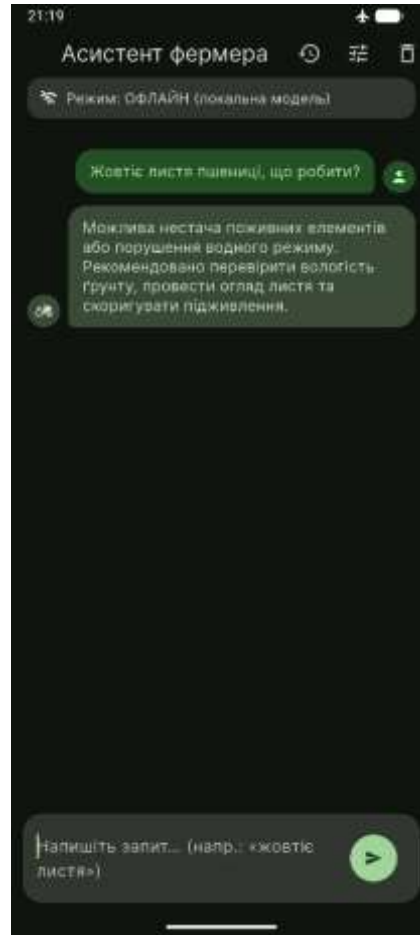 21:19
Асистент фермера
Режим: ОФЛАЙН (локальна модель)
Жовтіє листя пшениці, що робити?
Можлива нестача поживних елементів
або порушення водного режиму.
Рекомендовано перевірити вологість
ґрунту, провести огляд листя та
скоригувати підживлення.
Напишіть запит... (напр.: «жовтіє
листя»)